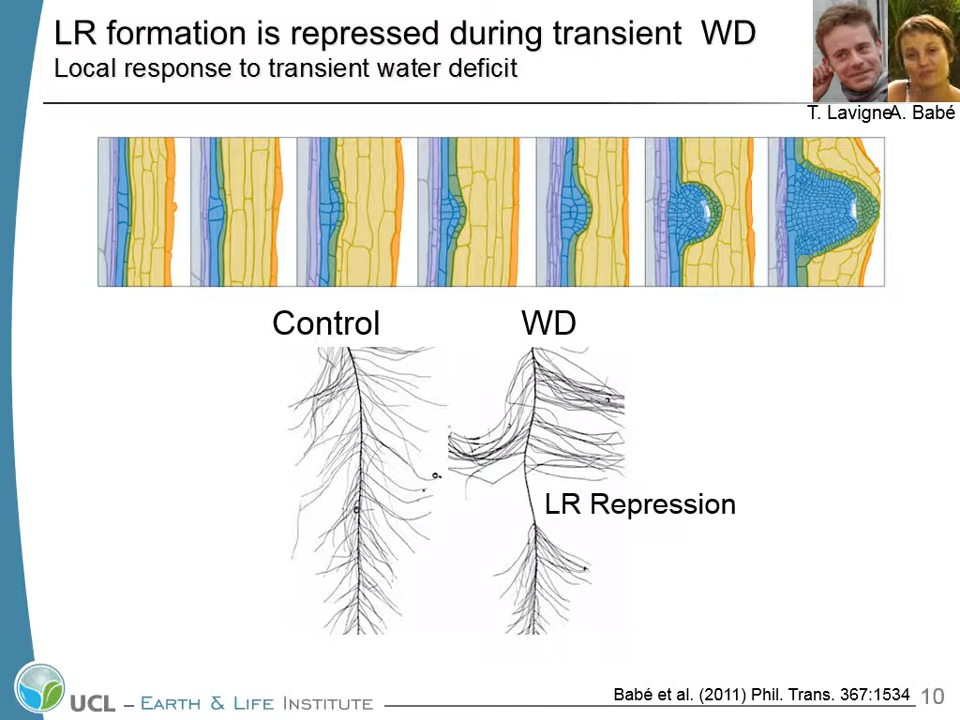 LR formation is repressed during transient WD
Local response to transient water deficit
T. Lavigne
A. Babé
Control
WD
LR Repression
UCL – EARTH & LIFE INSTITUTE
Babé et al. (2011) Phil. Trans. 367:1534
10